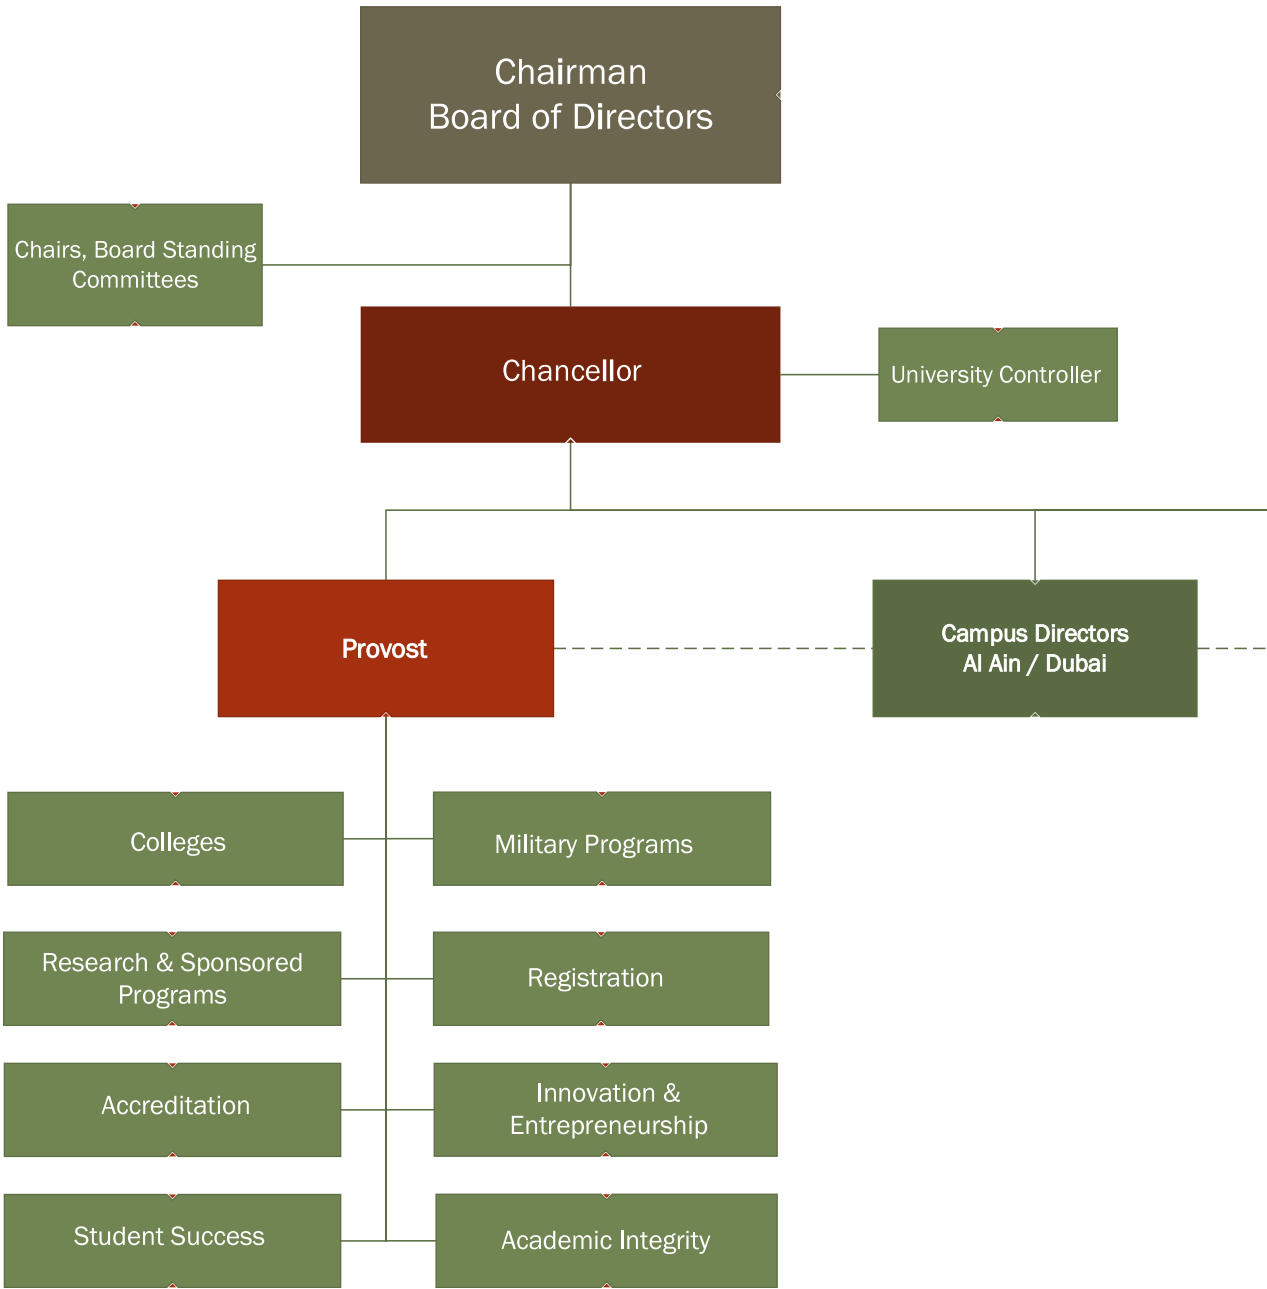 Chairman
Board of Directors
Chairs, Board Standing
Committees
Chancellor
University Controller
Provost
Campus Directors
Al Ain / Dubai
Colleges
Military Programs
Research & Sponsored
Programs
Registration
Accreditation
Innovation &
Entrepreneurship
Student Success
Academic Integrity